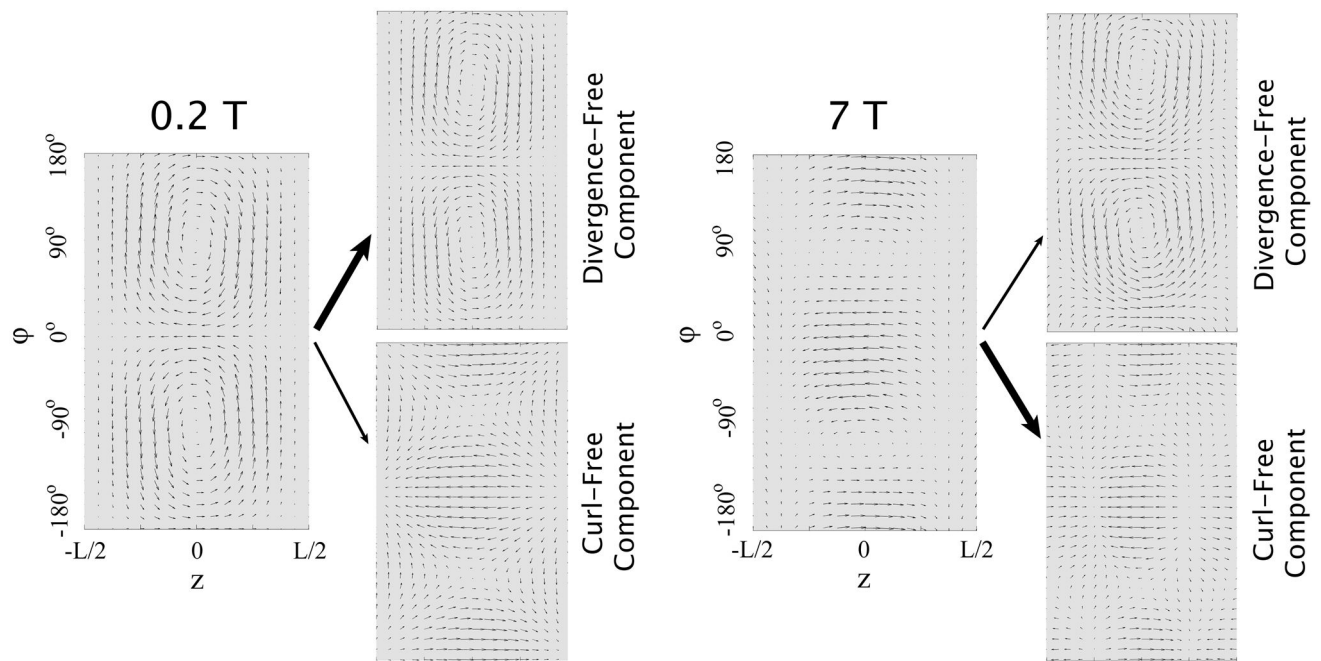 0.2 T
180°
90°
0°
-90°
-180°
φ
-L/2
0
L/2
z
Divergence-Free
Component
Curl-Free
Component
7 T
180
90°
0°
-90°
-180°
φ
-L/2
0
L/2
z
Divergence-Free
Component
Curl-Free
Component